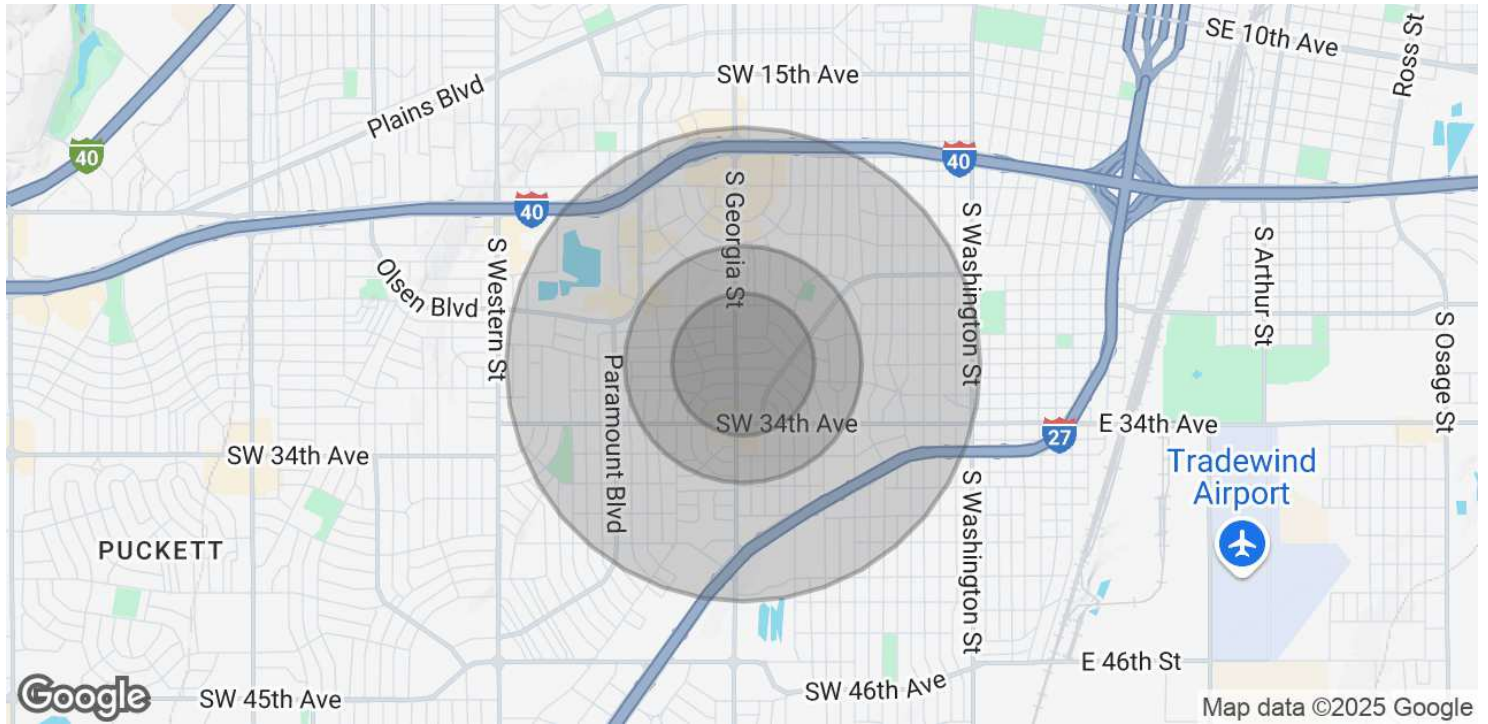 SE 10th Ave
Ross St
SW 15th Ave
Plains Blvd
40
40
40
S Georgia St
S Western St
S Washington St
S Arthur St
Olsen Blvd
S Osage St
Paramount Blvd
SW 34th Ave
E 34th Ave
27
SW 34th Ave
Tradewind
Airport
S Washington St
PUCKETT
E 46th St
SW 46th Ave
SW 45th Ave
Google
Map data ©2025 Google